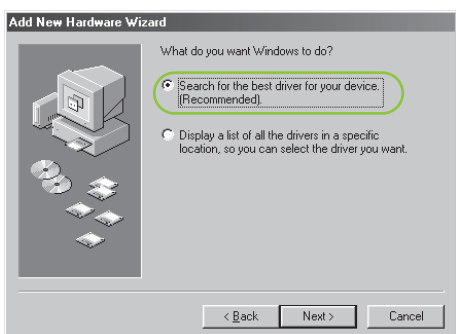 Add New Hardware Wizard
What do you want Windows to do?
Search for the best driver for your device.
(Recommended).
Display a list of all the drivers in a specific
location, so you can select the driver you want.
< Back
Next >
Cancel